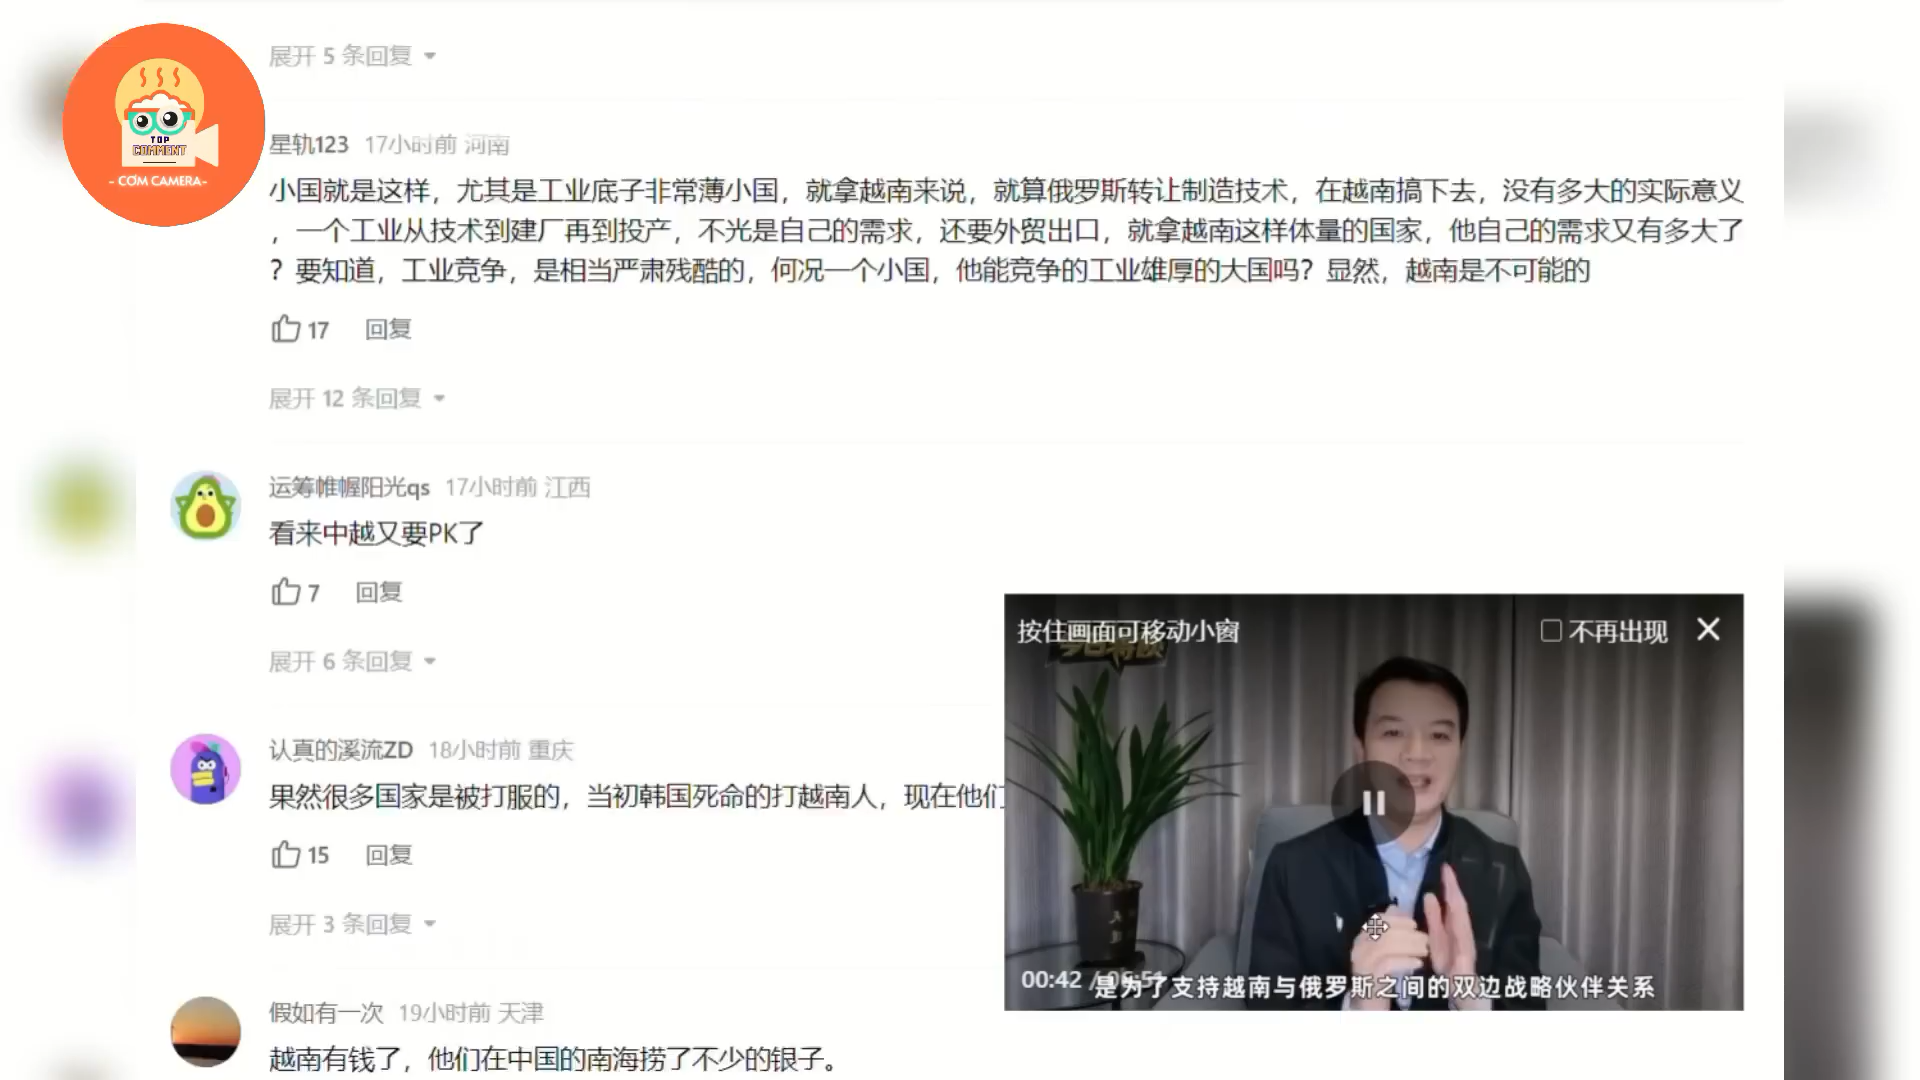 展开 5 条回复
TOP
COMMENT
- CƠM CAMERA-
星轨123 17小时前 河南
小国就是这样，尤其是工业底子非常薄小国，就拿越南来说，就算俄罗斯转让制造技术，在越南搞下去，没有多大的实际意义
，一个工业从技术到建厂再到投产，不光是自己的需求，还要外贸出口，就拿越南这样体量的国家，他自己的需求又有多大了
？要知道，工业竞争，是相当严肃残酷的，何况一个小国，他能竞争的工业雄厚的大国吗？显然，越南是不可能的
17 回复
展开 12 条回复
运筹帷幄阳光qs 17小时前 江西
看来中越又要PK了
7 回复
展开 6 条回复
认真的溪流ZD 18小时前 重庆
果然很多国家是被打服的，当初韩国死命的打越南人，现在他们
15 回复
展开 3 条回复
假如有一次 19小时前 天津
越南有钱了，他们在中国的南海捞了不少的银子。
按住画面可移动小窗 不再出现
00:42 / 06:51
是为了支持越南与俄罗斯之间的双边战略伙伴关系